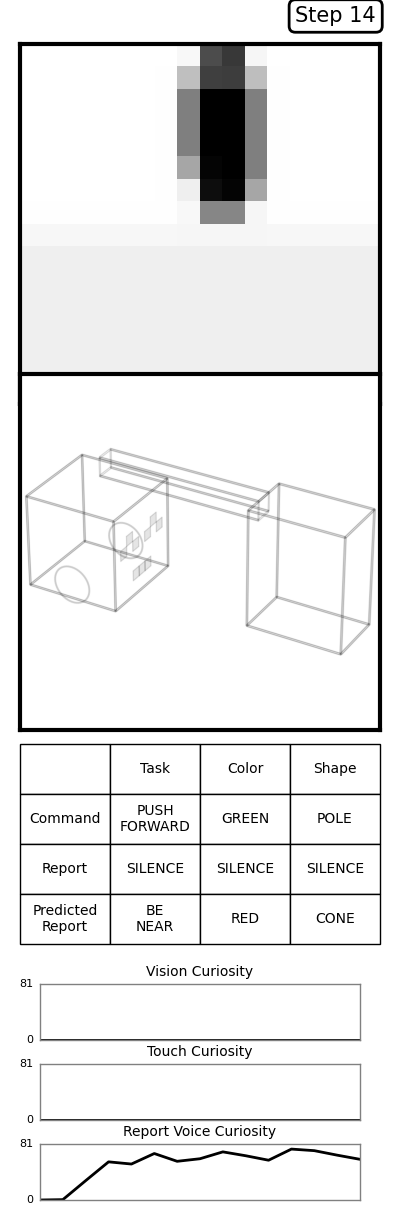 Step 14
Task Color Shape
Command PUSH FORWARD GREEN POLE
Report SILENCE SILENCE SILENCE
Predicted Report BE NEAR RED CONE
Vision Curiosity
81
0
Touch Curiosity
81
0
Report Voice Curiosity
81
0